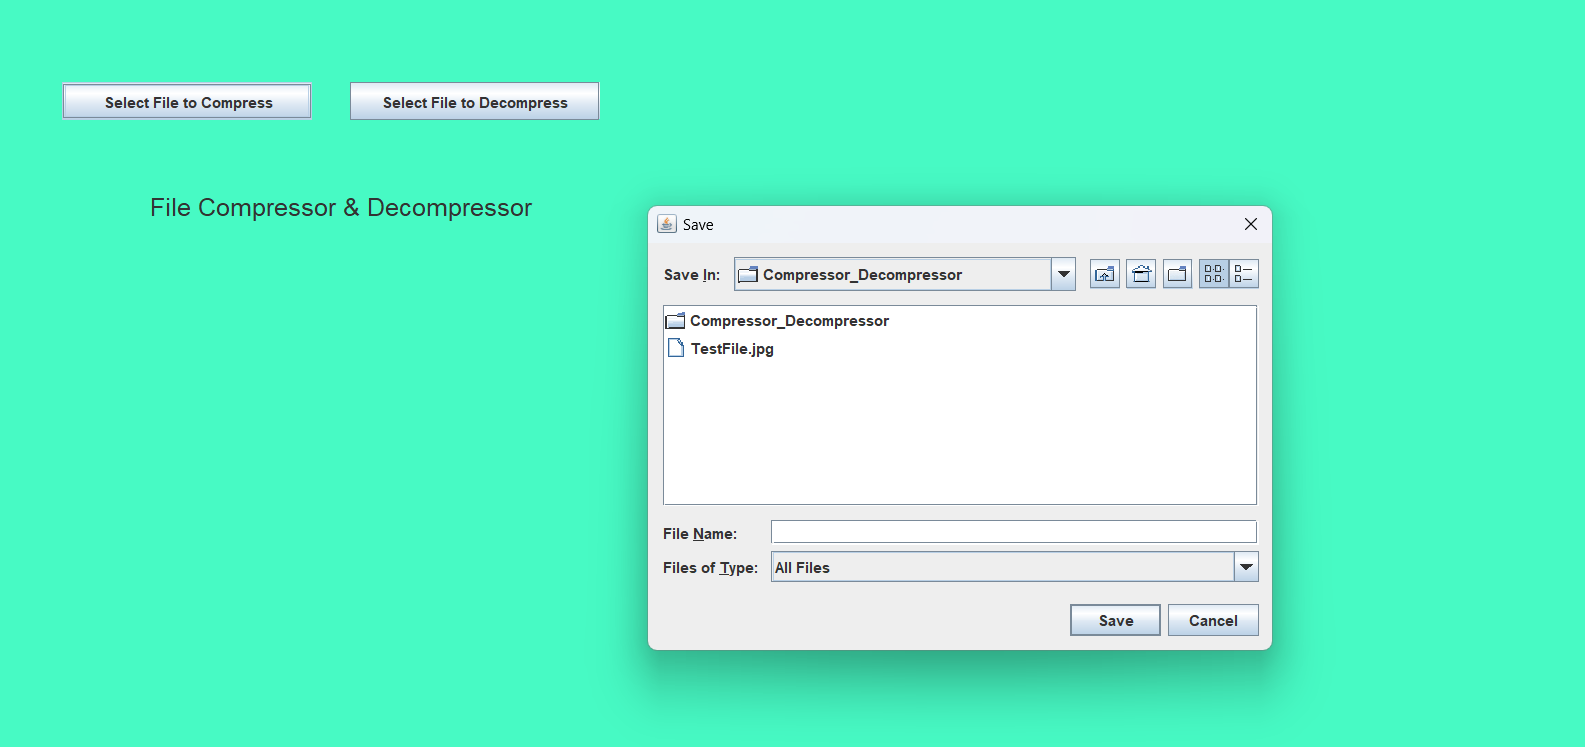 Select File to Compress
Select File to Decompress
File Compressor & Decompressor
Save
Save In:
Compressor_Decompressor
Compressor_Decompressor
TestFile.jpg
File Name:
Files of Type:
All Files
Save
Cancel